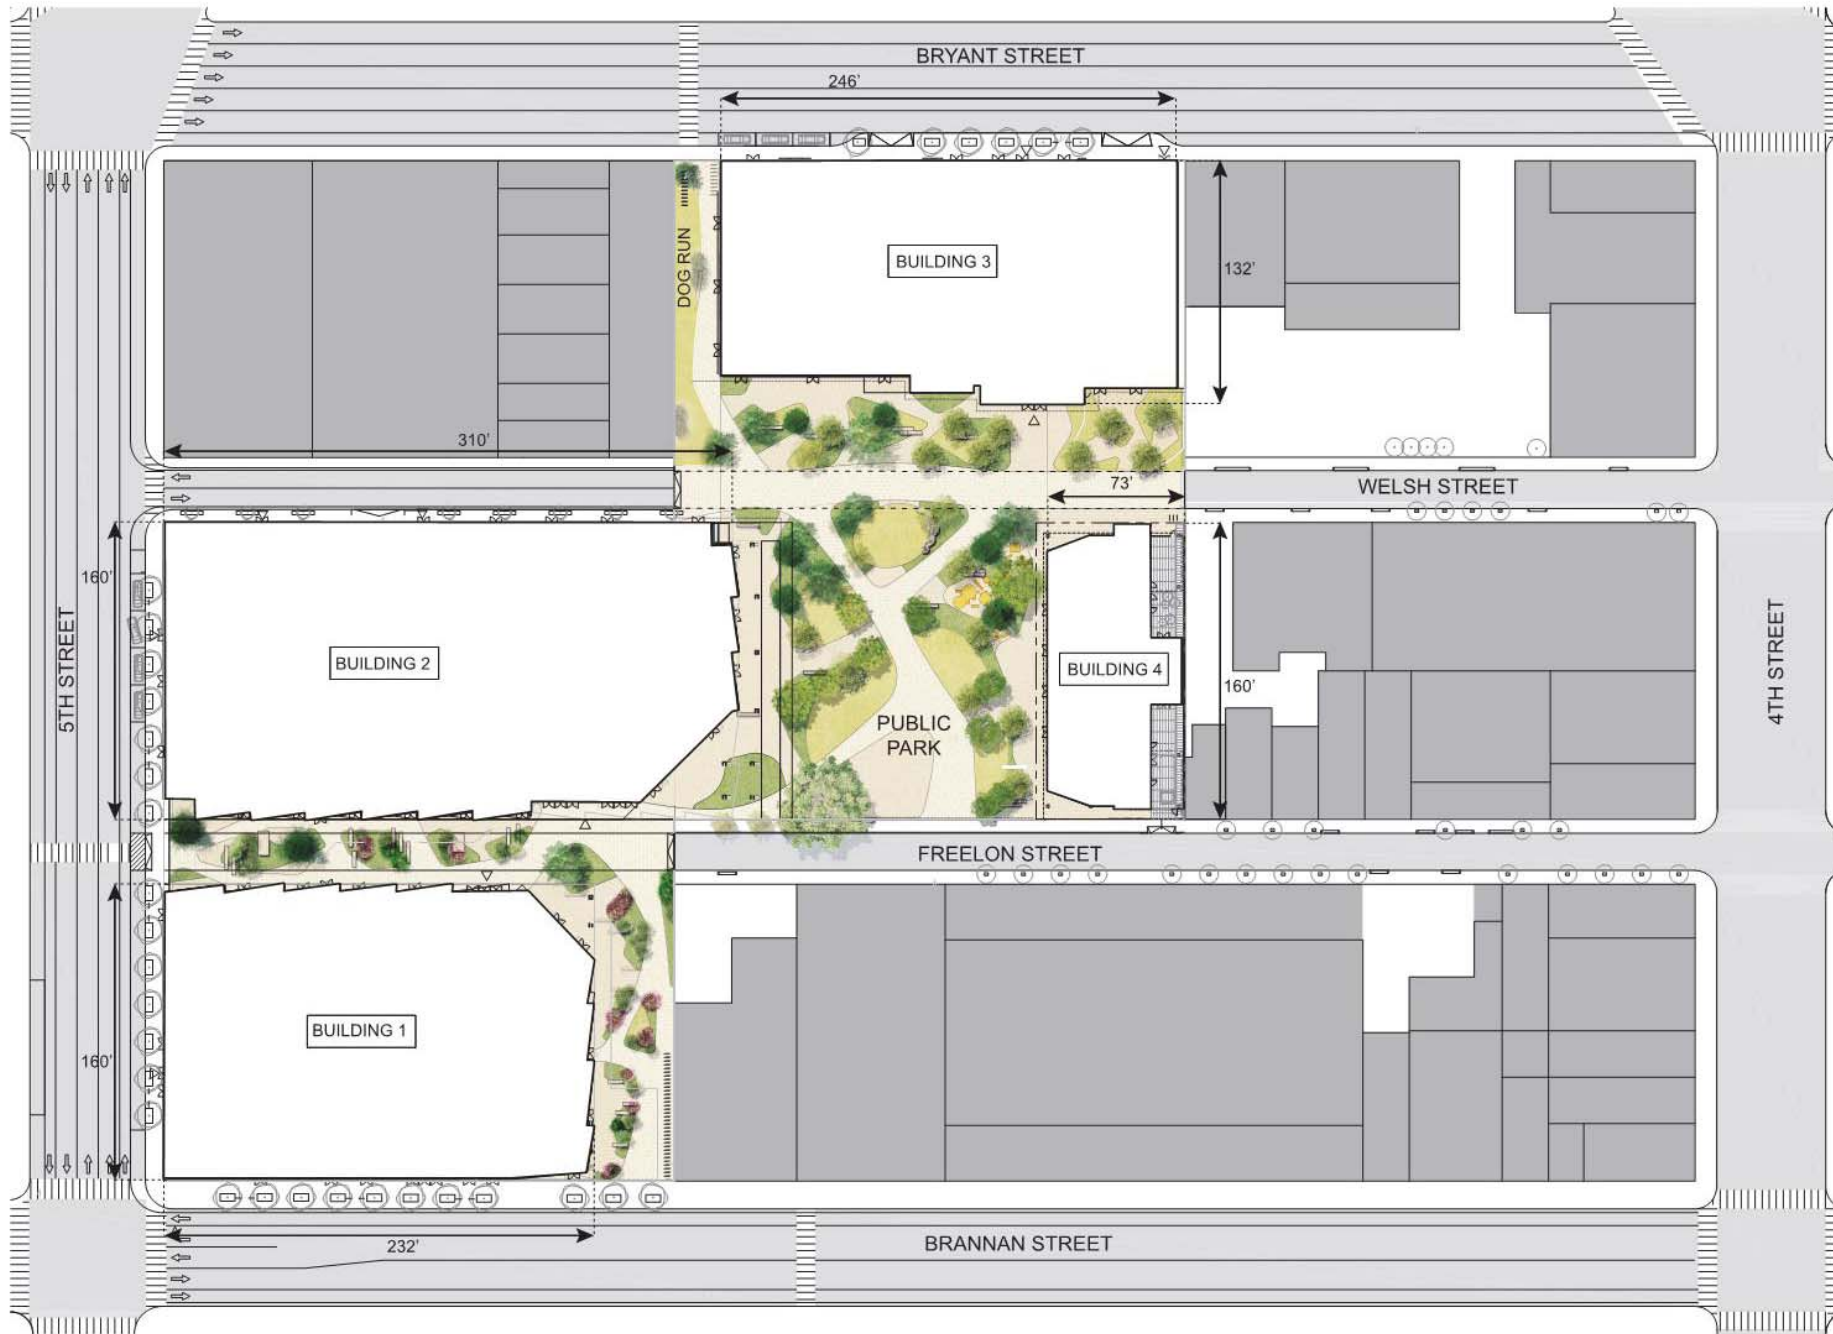 BRYANT STREET
246'
BUILDING 3
132'
DOG RUN
310'
73'
WELSH STREET
160'
5TH STREET
BUILDING 2
BUILDING 4
160'
4TH STREET
PUBLIC
PARK
FREELON STREET
BUILDING 1
160'
232'
BRANNAN STREET